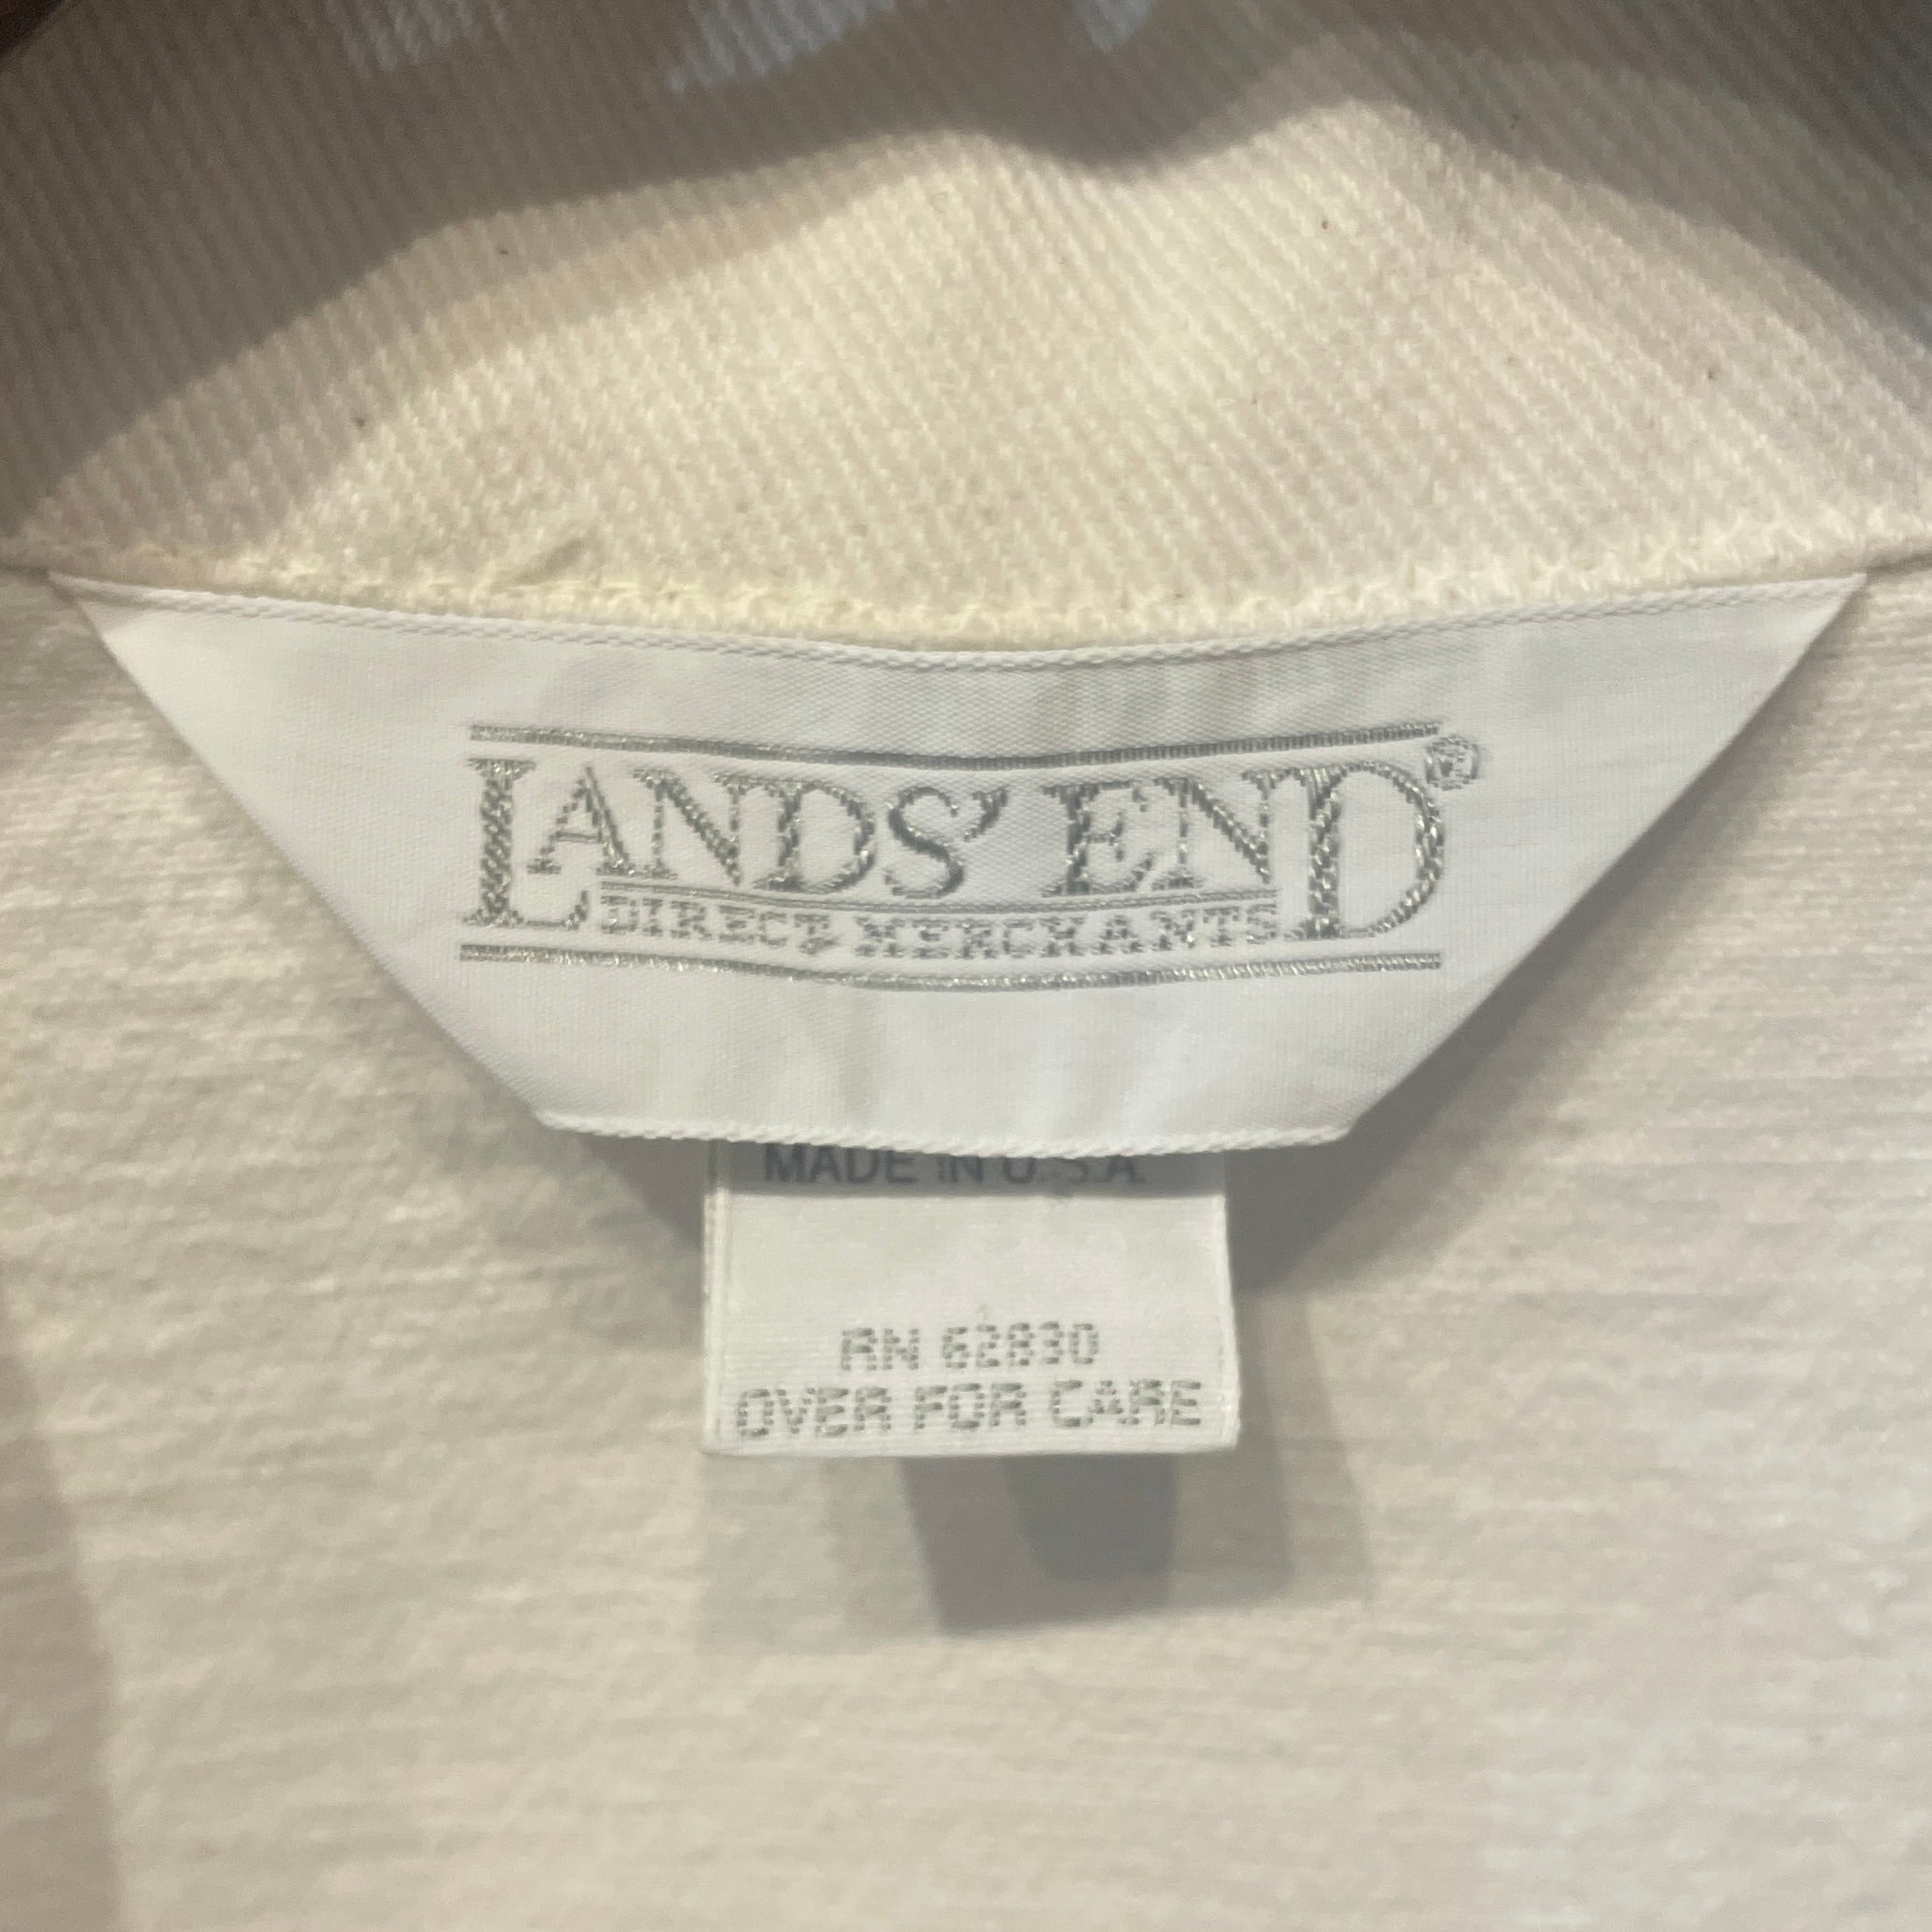 LANDS' END®
DIRECT MERCHANTS
MADE IN U.S.A.
RN 62830
OVER FOR CARE